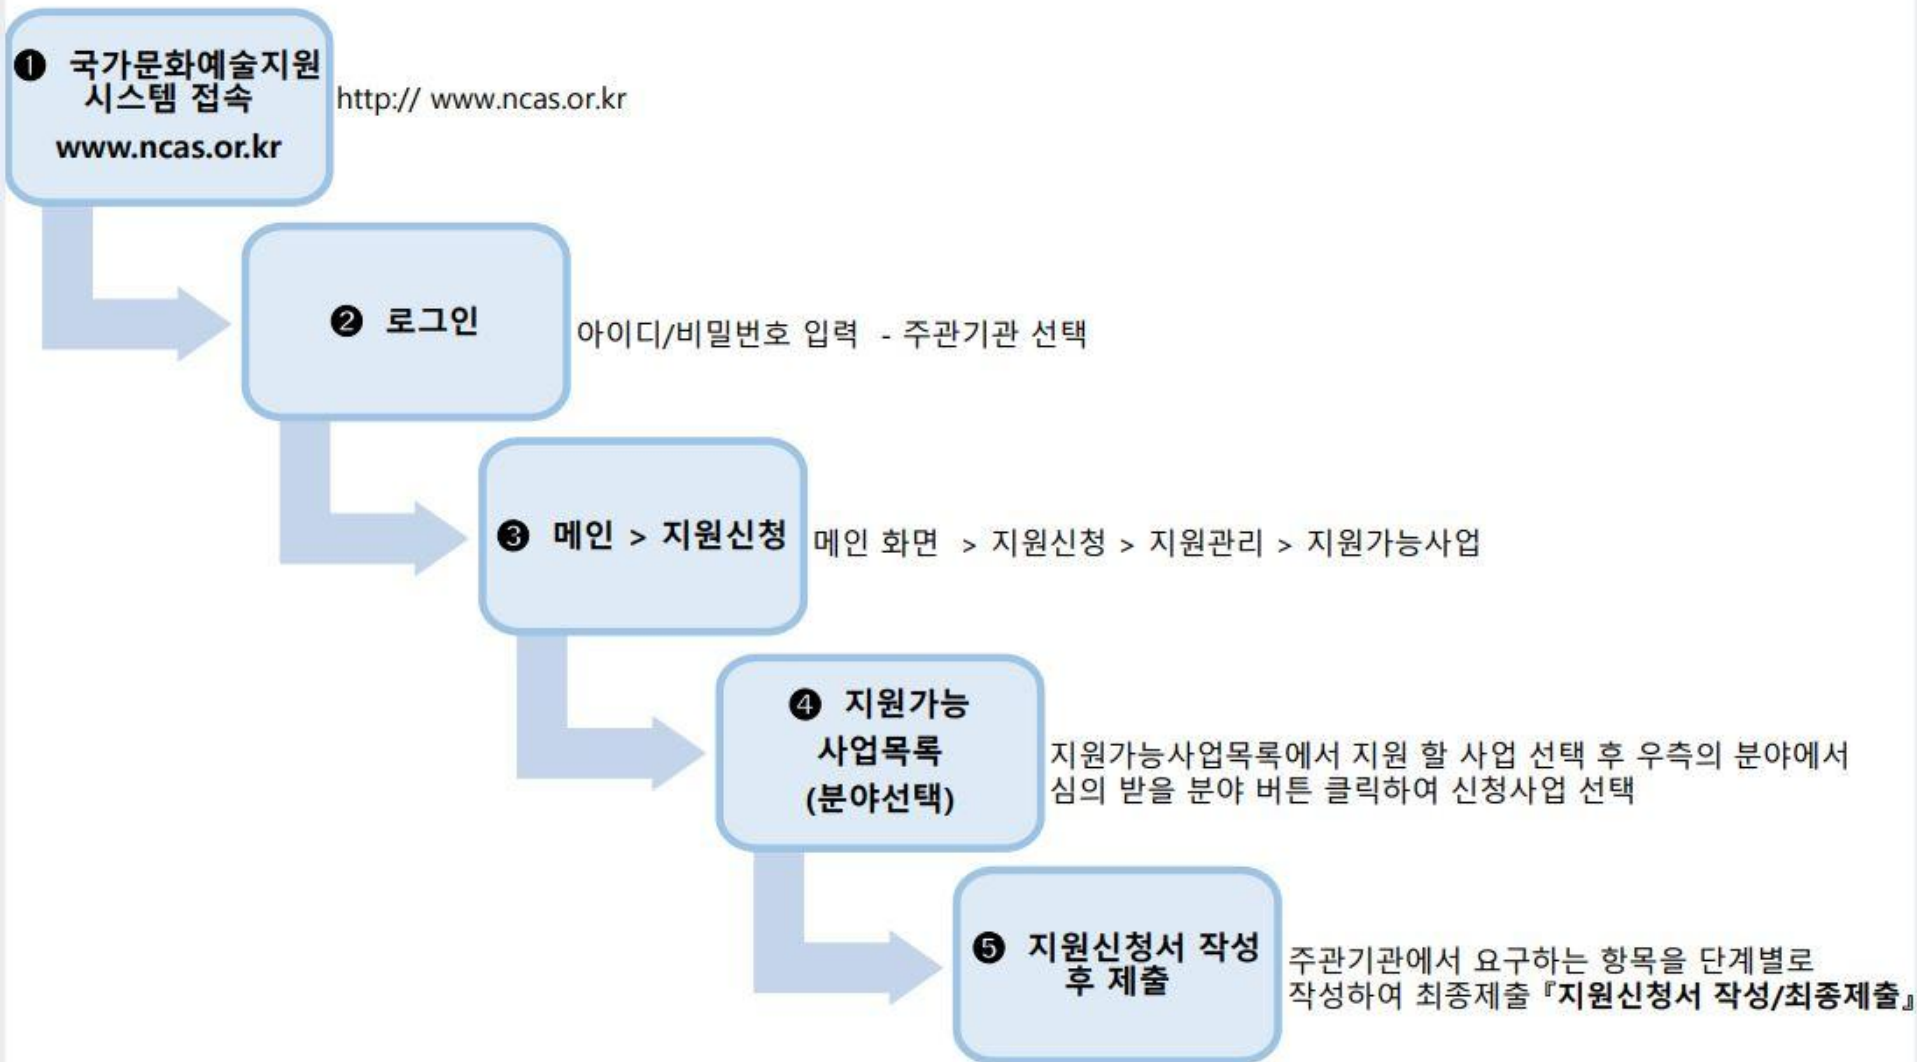 ❶ 국가문화예술지원
시스템 접속
www.ncas.or.kr
http:// www.ncas.or.kr
❷ 로그인
아이디/비밀번호 입력 - 주관기관 선택
❸ 메인 > 지원신청
메인 화면 > 지원신청 > 지원관리 > 지원가능사업
❹ 지원가능
사업목록
(분야선택)
지원가능사업목록에서 지원 할 사업 선택 후 우측의 분야에서
심의 받을 분야 버튼 클릭하여 신청사업 선택
❺ 지원신청서 작성
후 제출
주관기관에서 요구하는 항목을 단계별로
작성하여 최종제출『지원신청서 작성/최종제출』